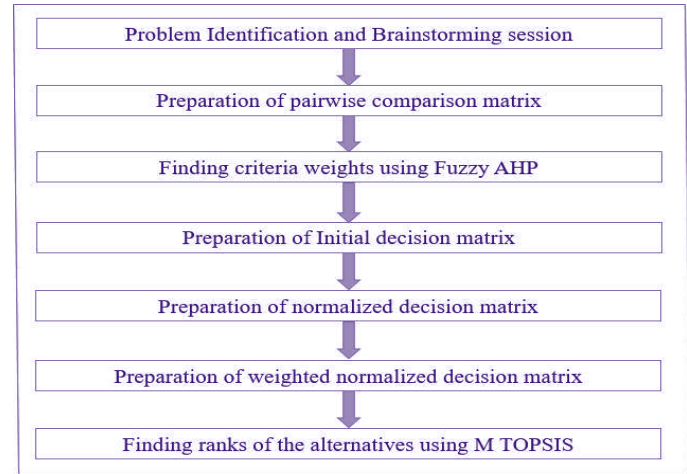 Problem Identification and Brainstorming session
Preparation of pairwise comparison matrix
Finding criteria weights using Fuzzy AHP
Preparation of Initial decision matrix
Preparation of normalized decision matrix
Preparation of weighted normalized decision matrix
Finding ranks of the alternatives using M TOPSIS